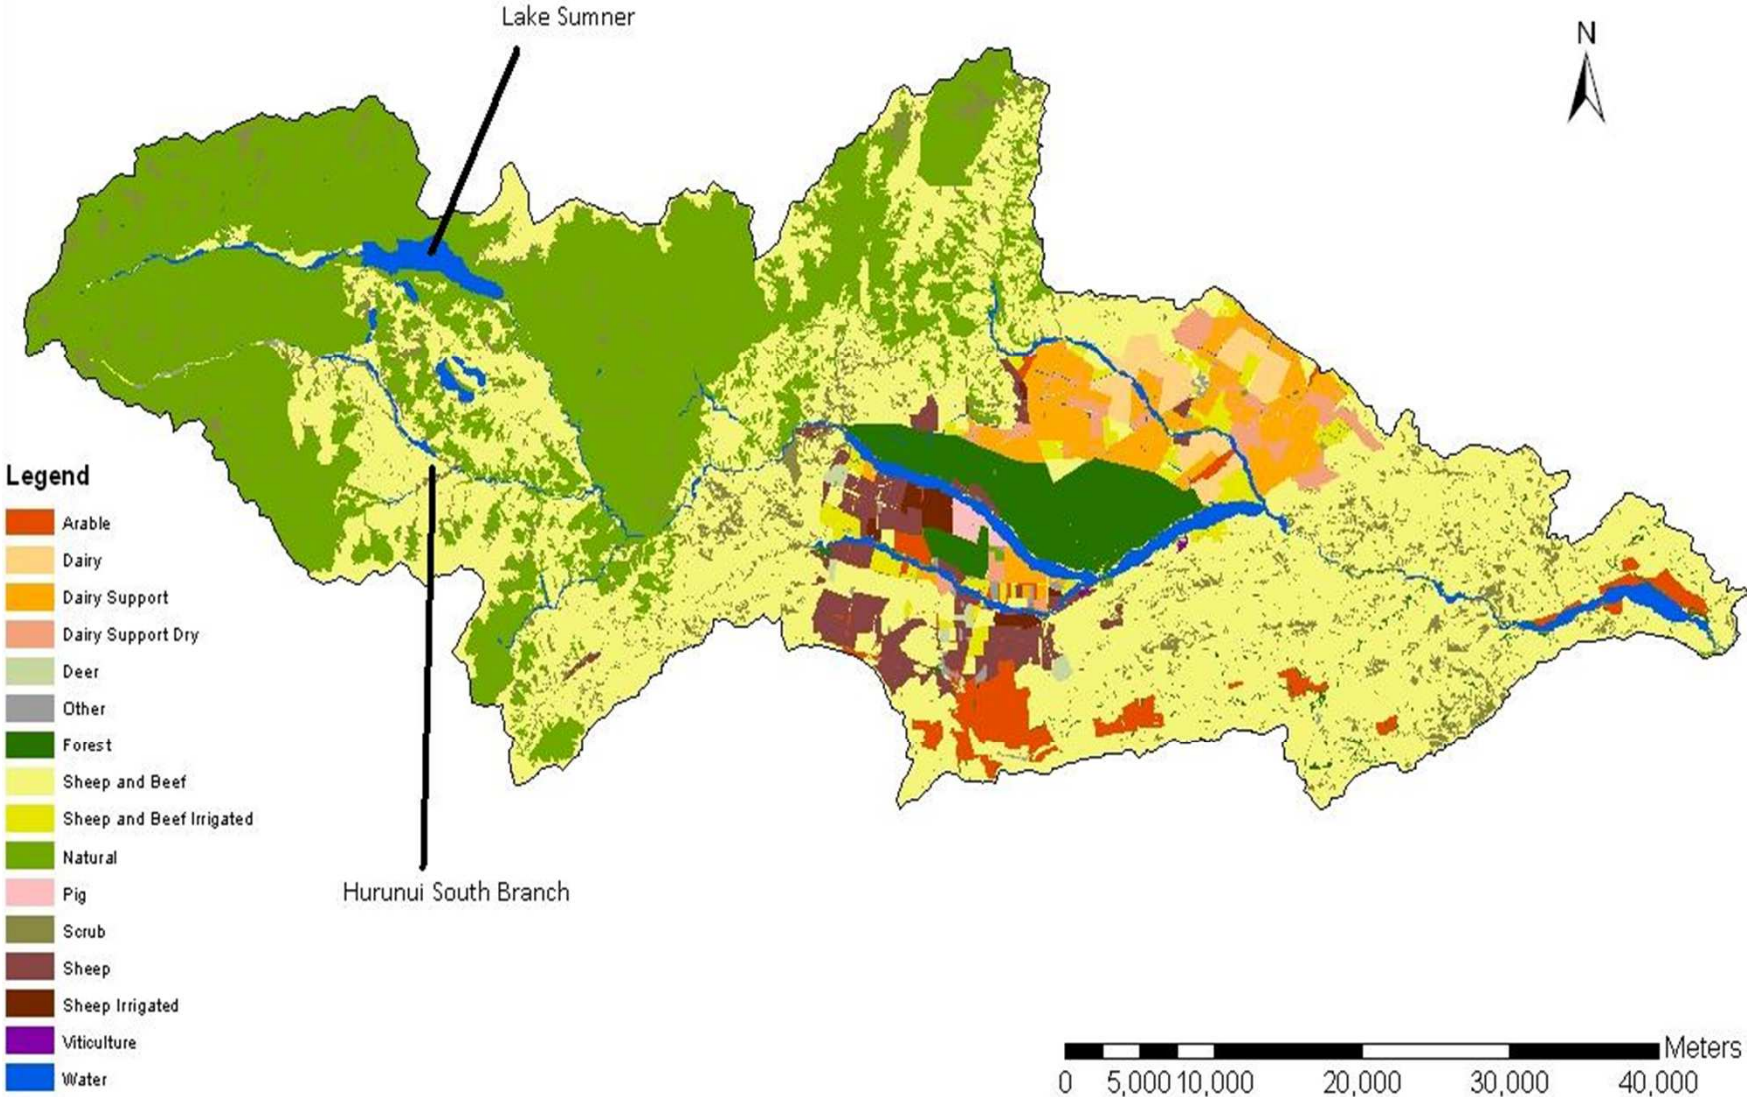 Lake Sumner
N
Legend
Arable
Dairy
Dairy Support
Dairy Support Dry
Deer
Other
Forest
Sheep and Beef
Sheep and Beef Irrigated
Natural
Pig
Scrub
Sheep
Sheep Irrigated
Viticulture
Water
Hurunui South Branch
Meters
0 5,000 10,000 20,000 30,000 40,000